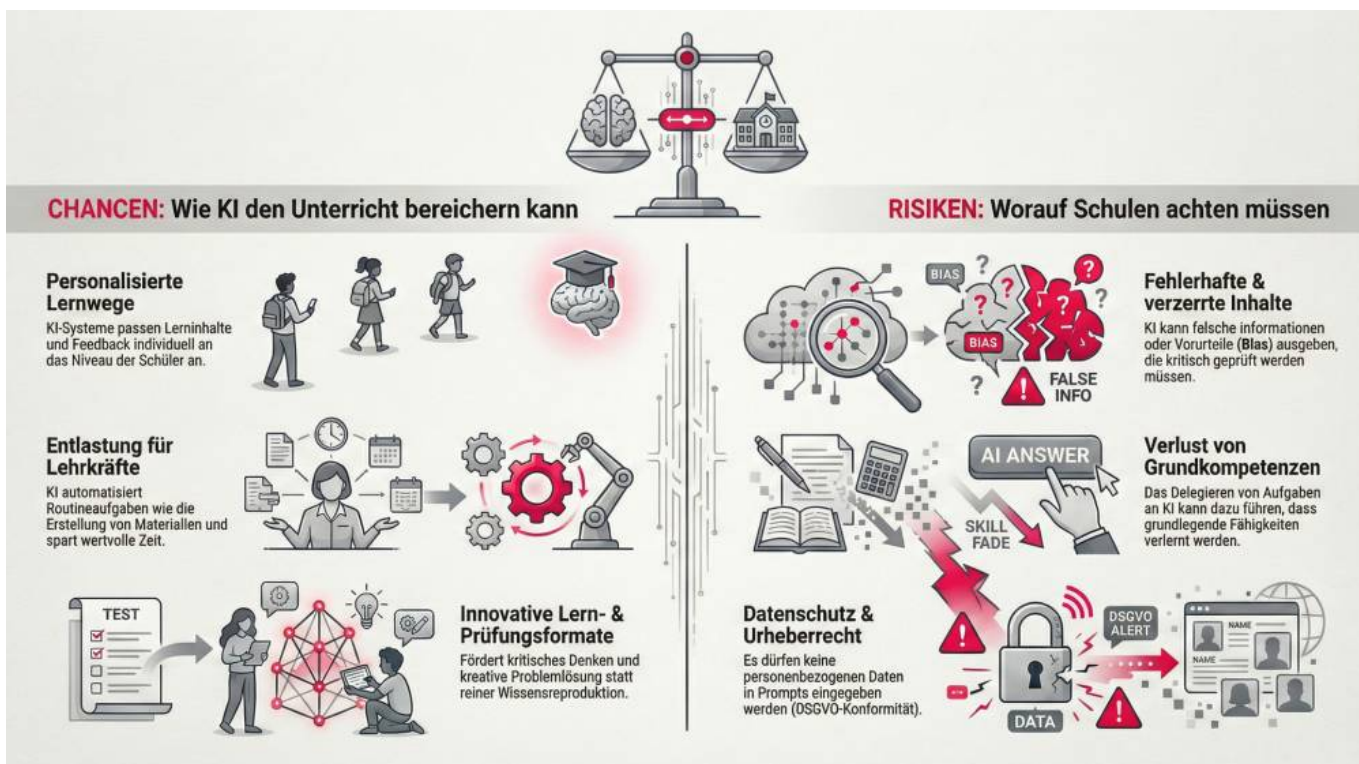 CHANCEN: Wie KI den Unterricht bereichern kann
Personalisierte
Lernwege
KI-Systeme passen Lerninhalte
und Feedback individuell an
das Niveau der Schüler an.
Entlastung für
Lehrkräfte
KI automatisiert
Routineaufgaben wie die
Erstellung von Materiallen und
spart wertvolle Zeit.
TEST
Innovative Lern- &
Prüfungsformate
Fördert kritisches Denken und
kreative Problemlösung statt
reiner Wissensreproduktion.
RISIKEN: Worauf Schulen achten müssen
BIAS
?
?
?
?
?
?
?
BIAS
?
?
FALSE
INFO
Fehlerhafte &
verzerrte Inhalte
KI kann falsche informationen
oder Vorurteile (Blas) ausgeben,
die kritisch geprüft werden
müssen.
AI ANSWER
SKILL
FADE
Verlust von
Grundkompetenzen
Das Delegieren von Aufgaben
an KI kann dazu führen, dass
grundlegende Fähigkeiten
verlernt werden.
Datenschutz &
Urheberrecht
Es dürfen keine
personenbezogenen Daten
in Prompts eingegeben
werden (DSGVO-Konformität).
DSGVO
ALERT
DATA
NAME
NAME